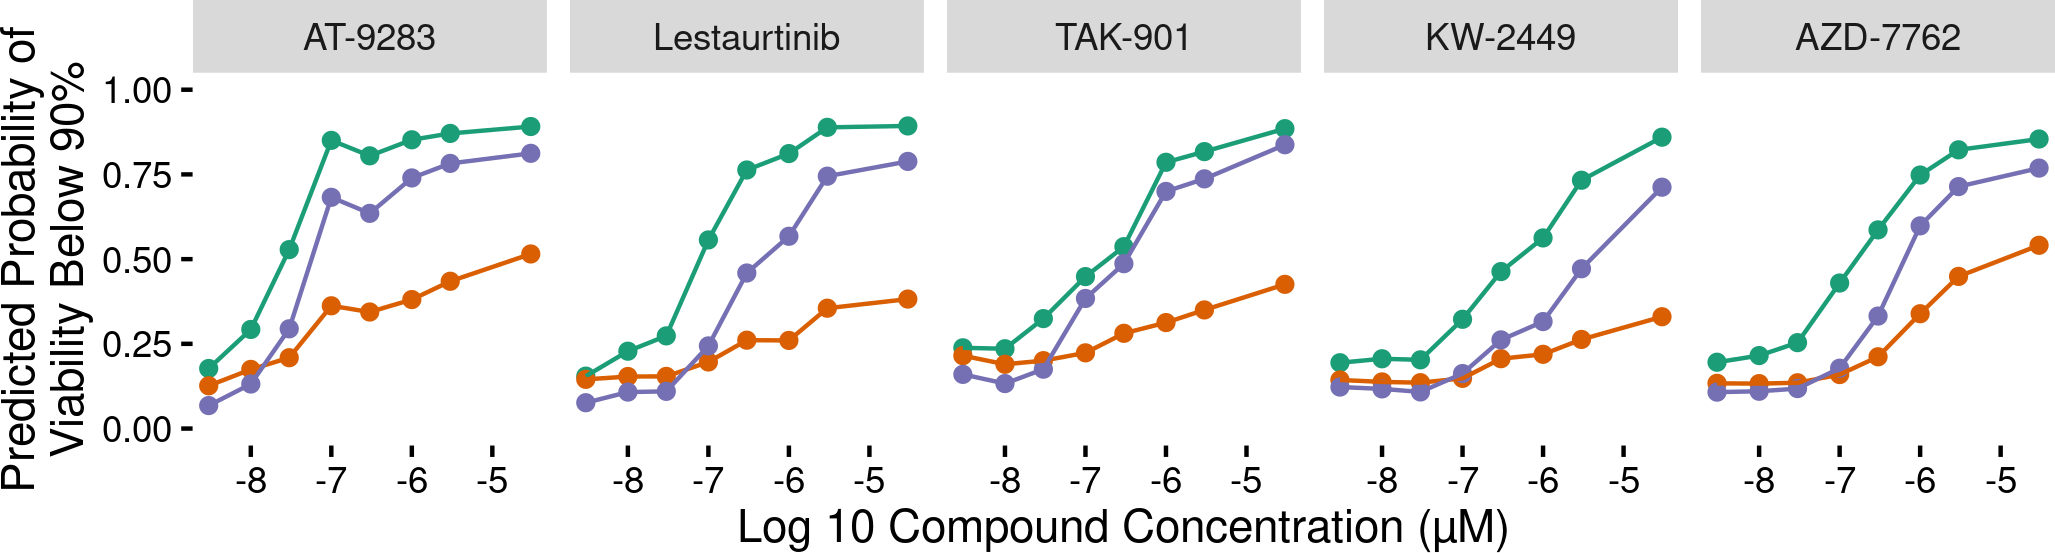 AT-9283 Lestaurtinib TAK-901 KW-2449 AZD-7762
Predicted Probability of
Viability Below 90%
1.00
0.75
0.50
0.25
0.00
-8 -7 -6 -5 -8 -7 -6 -5 -8 -7 -6 -5 -8 -7 -6 -5 -8 -7 -6 -5
Log 10 Compound Concentration (μM)